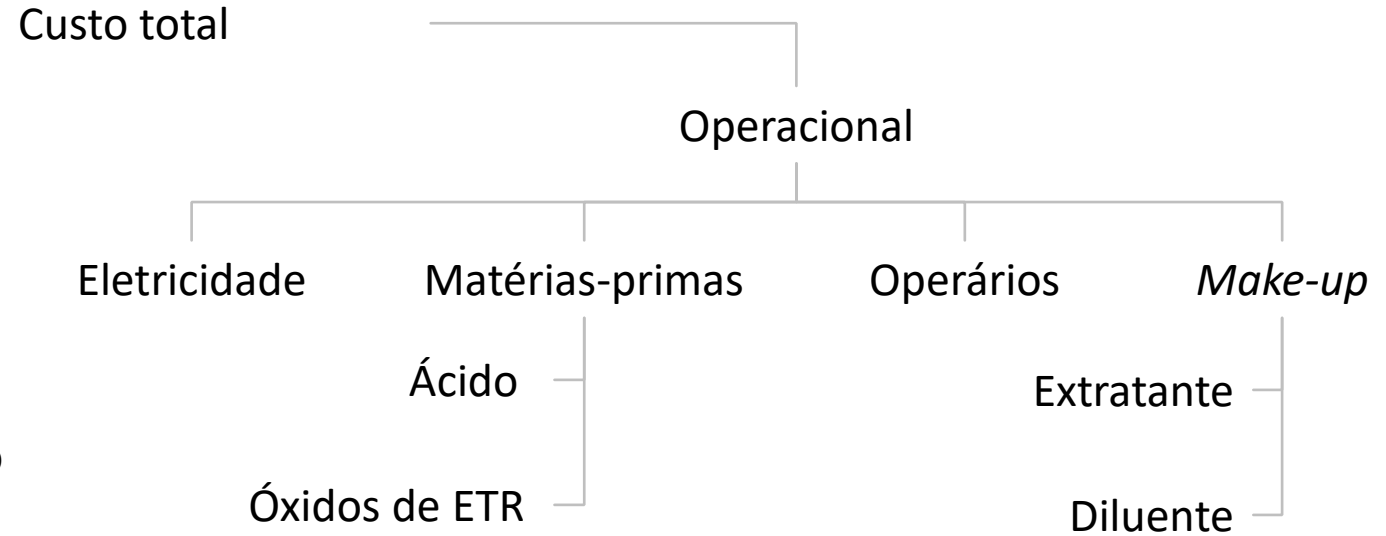 Custo total
Operacional
Eletricidade
Matérias-primas
Operários
Make-up
Ácido
Extratante
Óxidos de ETR
Diluente